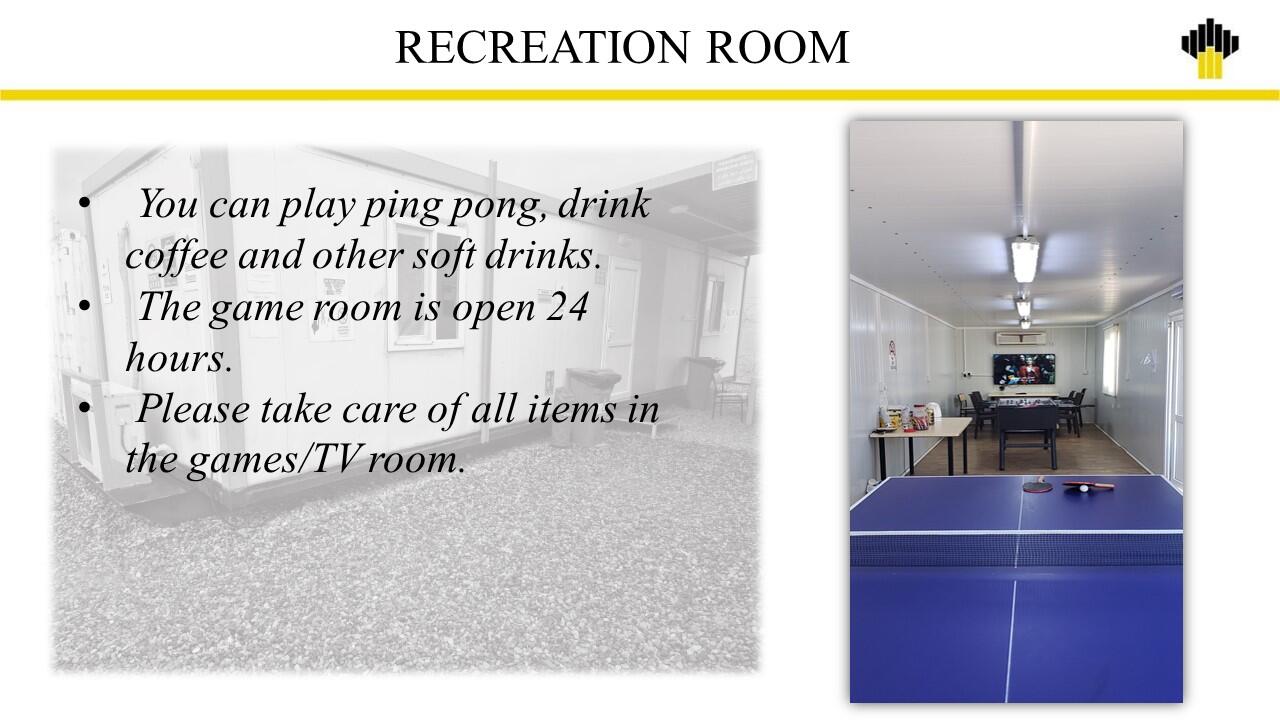 RECREATION ROOM
• You can play ping pong, drink
coffee and other soft drinks.
• The game room is open 24
hours.
• Please take care of all items in
the games/TV room.